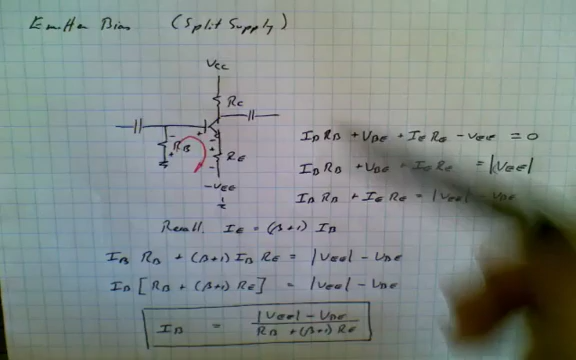 Emitter Bias (Split Supply)
VCC
RC
RB
RE
-VEE
IB RB + VBE + IE RE - VEE = 0
IB RB + VBE + IE RE = |VEE|
IB RB + IE RE = |VEE| - VBE
Recall. IE = (β+1) IB
IB RB + (β+1) IB RE = |VEE| - VBE
IB [RB + (β+1) RE] = |VEE| - VBE
IB = |VEE| - VBE / RB + (β+1) RE